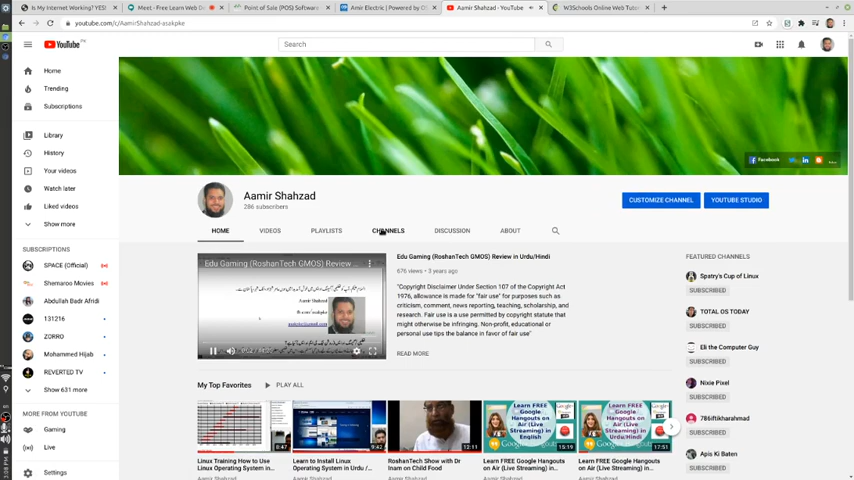 Is My Internet Working? YES!
Meet - Free Learn Web De
Point of Sale (POS) Software
Amir Electric | Powered by OS
Aamir Shahzad - YouTube
W3Schools Online Web Tutor
youtube.com/c/AamirShahzad-asakpke
YouTube PK
Search
Home
Trending
Subscriptions
Library
History
Your videos
Watch later
Liked videos
Show more
SUBSCRIPTIONS
SPACE (Official)
Shemaroo Movies
Abdullah Badr Afridi
131216
ZORRO
Mohammed Hijab
REVERTED TV
Show 631 more
MORE FROM YOUTUBE
Gaming
Live
Settings
Facebook
Aamir Shahzad
286 subscribers
CUSTOMIZE CHANNEL
YOUTUBE STUDIO
HOME
VIDEOS
PLAYLISTS
CHANNELS
DISCUSSION
ABOUT
Edu Gaming (RoshanTech GMOS) Review ...
Aamir Shahzad
Edu Gaming (RoshanTech GMOS) Review in Urdu/Hindi
676 views • 3 years ago
"Copyright Disclaimer Under Section 107 of the Copyright Act
1976, allowance is made for "fair use" for purposes such as
criticism, comment, news reporting, teaching, scholarship, and
research. Fair use is a use permitted by copyright statute that
might otherwise be infringing. Non-profit, educational or
personal use tips the balance in favor of fair use"
READ MORE
FEATURED CHANNELS
Spatry's Cup of Linux
SUBSCRIBED
TOTAL OS TODAY
SUBSCRIBED
Eli the Computer Guy
SUBSCRIBED
Nixie Pixel
SUBSCRIBED
786iftikharahmad
SUBSCRIBED
Apis Ki Baten
SUBSCRIBED
My Top Favorites
PLAY ALL
8:47
9:42
12:11
Learn FREE
Google Hangouts
on Air (Live
Streaming) in
English
15:19
Learn FREE
Google Hangouts
on Air (Live
Streaming) in
Urdu/Hindi
17:51
Linux Training How to Use
Linux Operating System in...
Learn to Install Linux
Operating System in Urdu /...
RoshanTech Show with Dr
Inam on Child Food
Learn FREE Google Hangouts
on Air (Live Streaming) in...
Learn FREE Google Hangouts
on Air (Live Streaming) in...